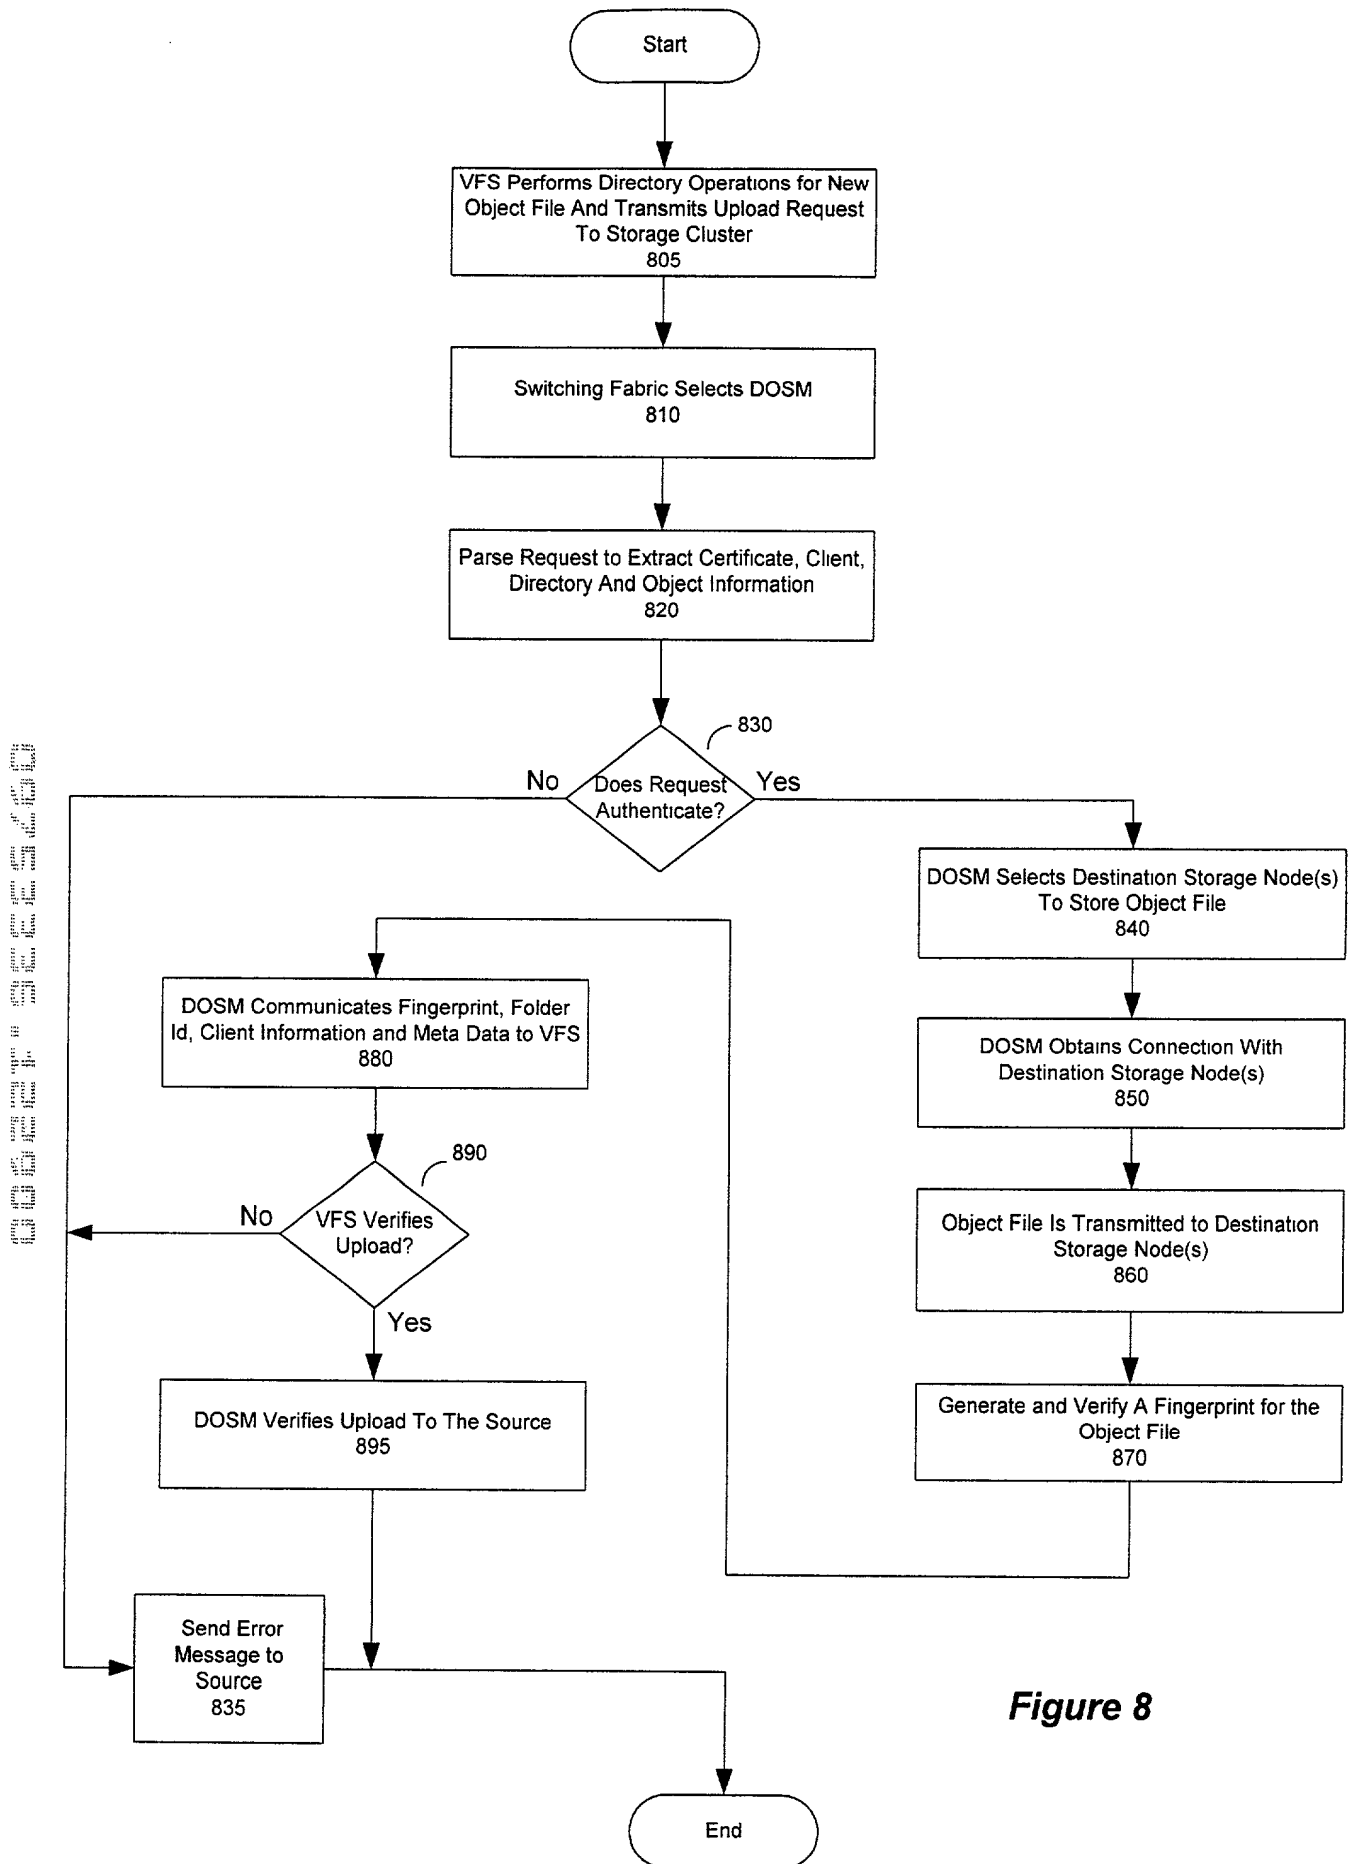 Start
VFS Performs Directory Operations for New
Object File And Transmits Upload Request
To Storage Cluster
805
Switching Fabric Selects DOSM
810
Parse Request to Extract Certificate, Client,
Directory And Object Information
820
830
No
Does Request
Authenticate?
Yes
DOSM Selects Destination Storage Node(s)
To Store Object File
840
DOSM Obtains Connection With
Destination Storage Node(s)
850
Object File Is Transmitted to Destination
Storage Node(s)
860
Generate and Verify A Fingerprint for the
Object File
870
DOSM Communicates Fingerprint, Folder
Id, Client Information and Meta Data to VFS
880
890
No
VFS Verifies
Upload?
Yes
DOSM Verifies Upload To The Source
895
Send Error
Message to
Source
835
Figure 8
End